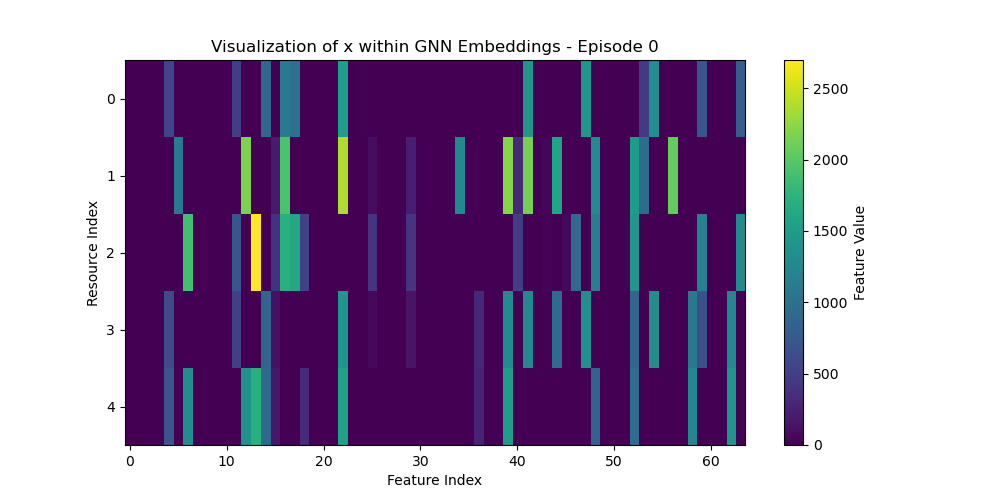 Visualization of x within GNN Embeddings - Episode 0
Resource Index
0
1
2
3
4
0 10 20 30 40 50 60
Feature Index
2500
2000
1500
1000
500
0
Feature Value